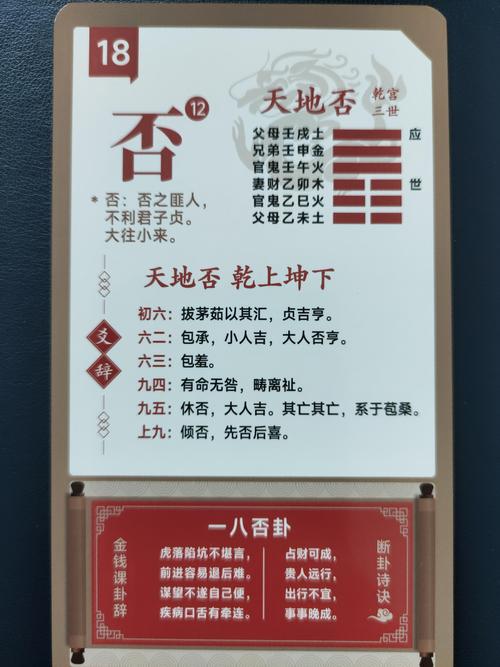 18
否
12
天地否
乾宫
三世
父母壬戌土 应
兄弟壬申金
官鬼壬午火
妻财乙卯木 世
官鬼乙巳火
父母乙未土
* 否：否之匪人，
不利君子贞。
大往小来。
天地否 乾上坤下
爻辞
初六：拔茅茹以其汇，贞吉亨。
六二：包承，小人吉，大人否亨。
六三：包羞。
九四：有命无咎，畴离祉。
九五：休否，大人吉。其亡其亡，系于苞桑。
上九：倾否，先否后喜。
一八否卦
金钱课卦辞
虎落陷坑不堪言，
前进容易退后难。
谋望不遂自己便，
疾病口舌有牵连。
占财可成，
贵人远行，
出行不宜，
事事晚成。
断卦诗诀